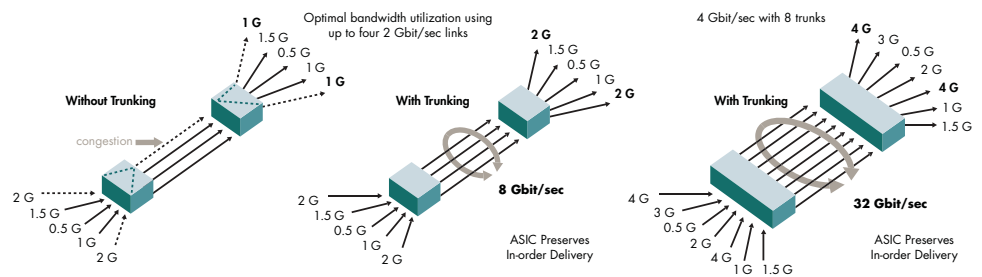 Optimal bandwidth utilization using
up to four 2 Gbit/sec links
4 Gbit/sec with 8 trunks
1 G
1.5 G
0.5 G
1 G
1 G
Without Trunking
congestion
2 G
1.5 G
0.5 G
1 G
2 G
2 G
1.5 G
0.5 G
1 G
2 G
With Trunking
8 Gbit/sec
2 G
1.5 G
0.5 G
1 G
2 G
ASIC Preserves
In-order Delivery
4 G
3 G
0.5 G
2 G
4 G
1 G
1.5 G
With Trunking
32 Gbit/sec
4 G
3 G
0.5 G
2 G
4 G
1 G
1.5 G
ASIC Preserves
In-order Delivery